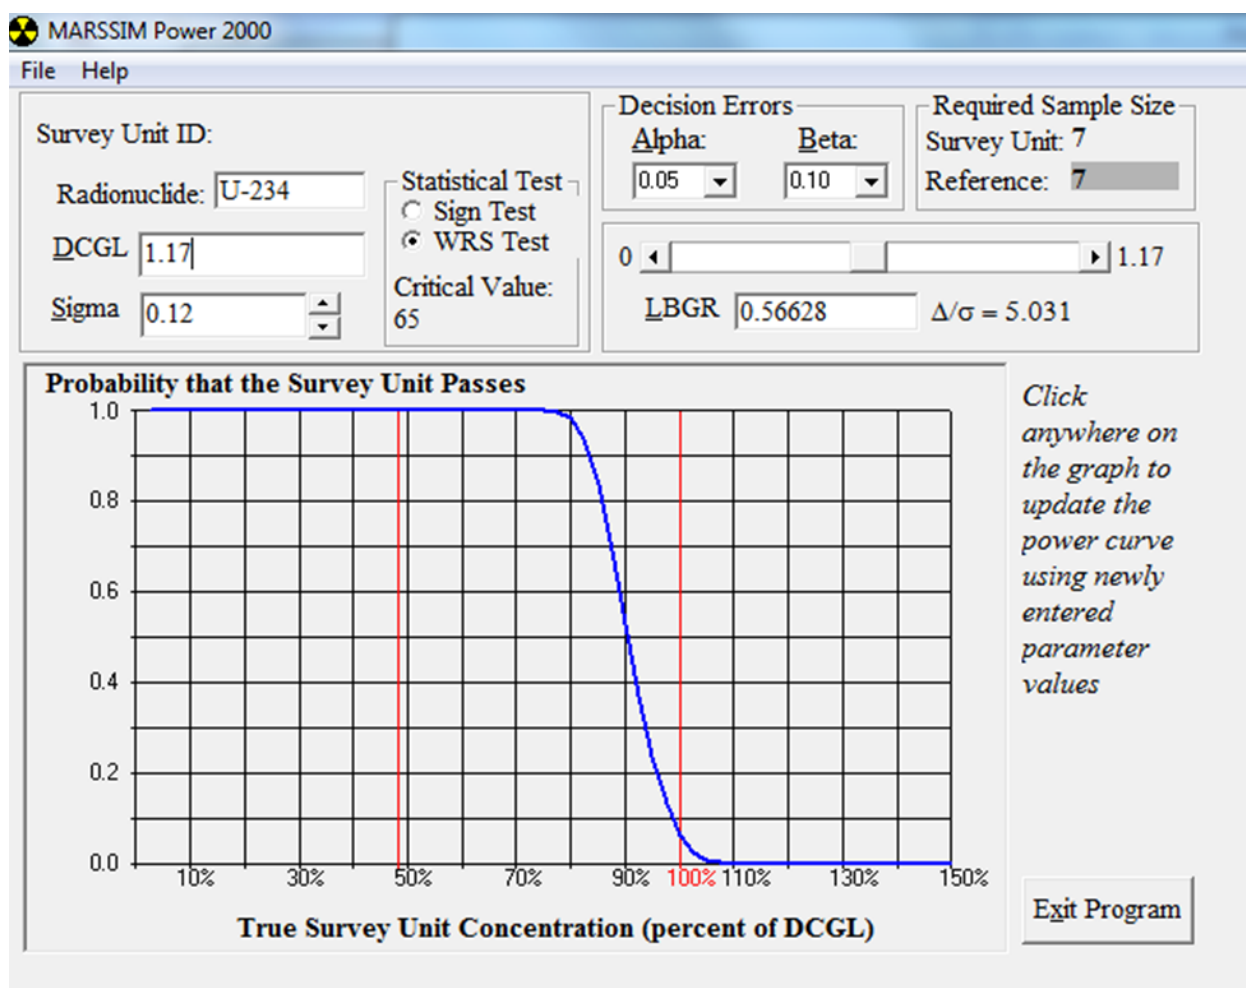 MARSSIM Power 2000
File Help
Survey Unit ID:
Radionuclide: U-234
DCGL 1.17
Sigma 0.12
Statistical Test
Sign Test
WRS Test
Critical Value:
65
Decision Errors
Alpha: Beta:
0.05 0.10
Required Sample Size
Survey Unit: 7
Reference: 7
0 1.17
LBGR 0.56628 Δ/σ = 5.031
Probability that the Survey Unit Passes
1.0
0.8
0.6
0.4
0.2
0.0
10% 30% 50% 70% 90% 100% 110% 130% 150%
True Survey Unit Concentration (percent of DCGL)
Click
anywhere on
the graph to
update the
power curve
using newly
entered
parameter
values
Exit Program